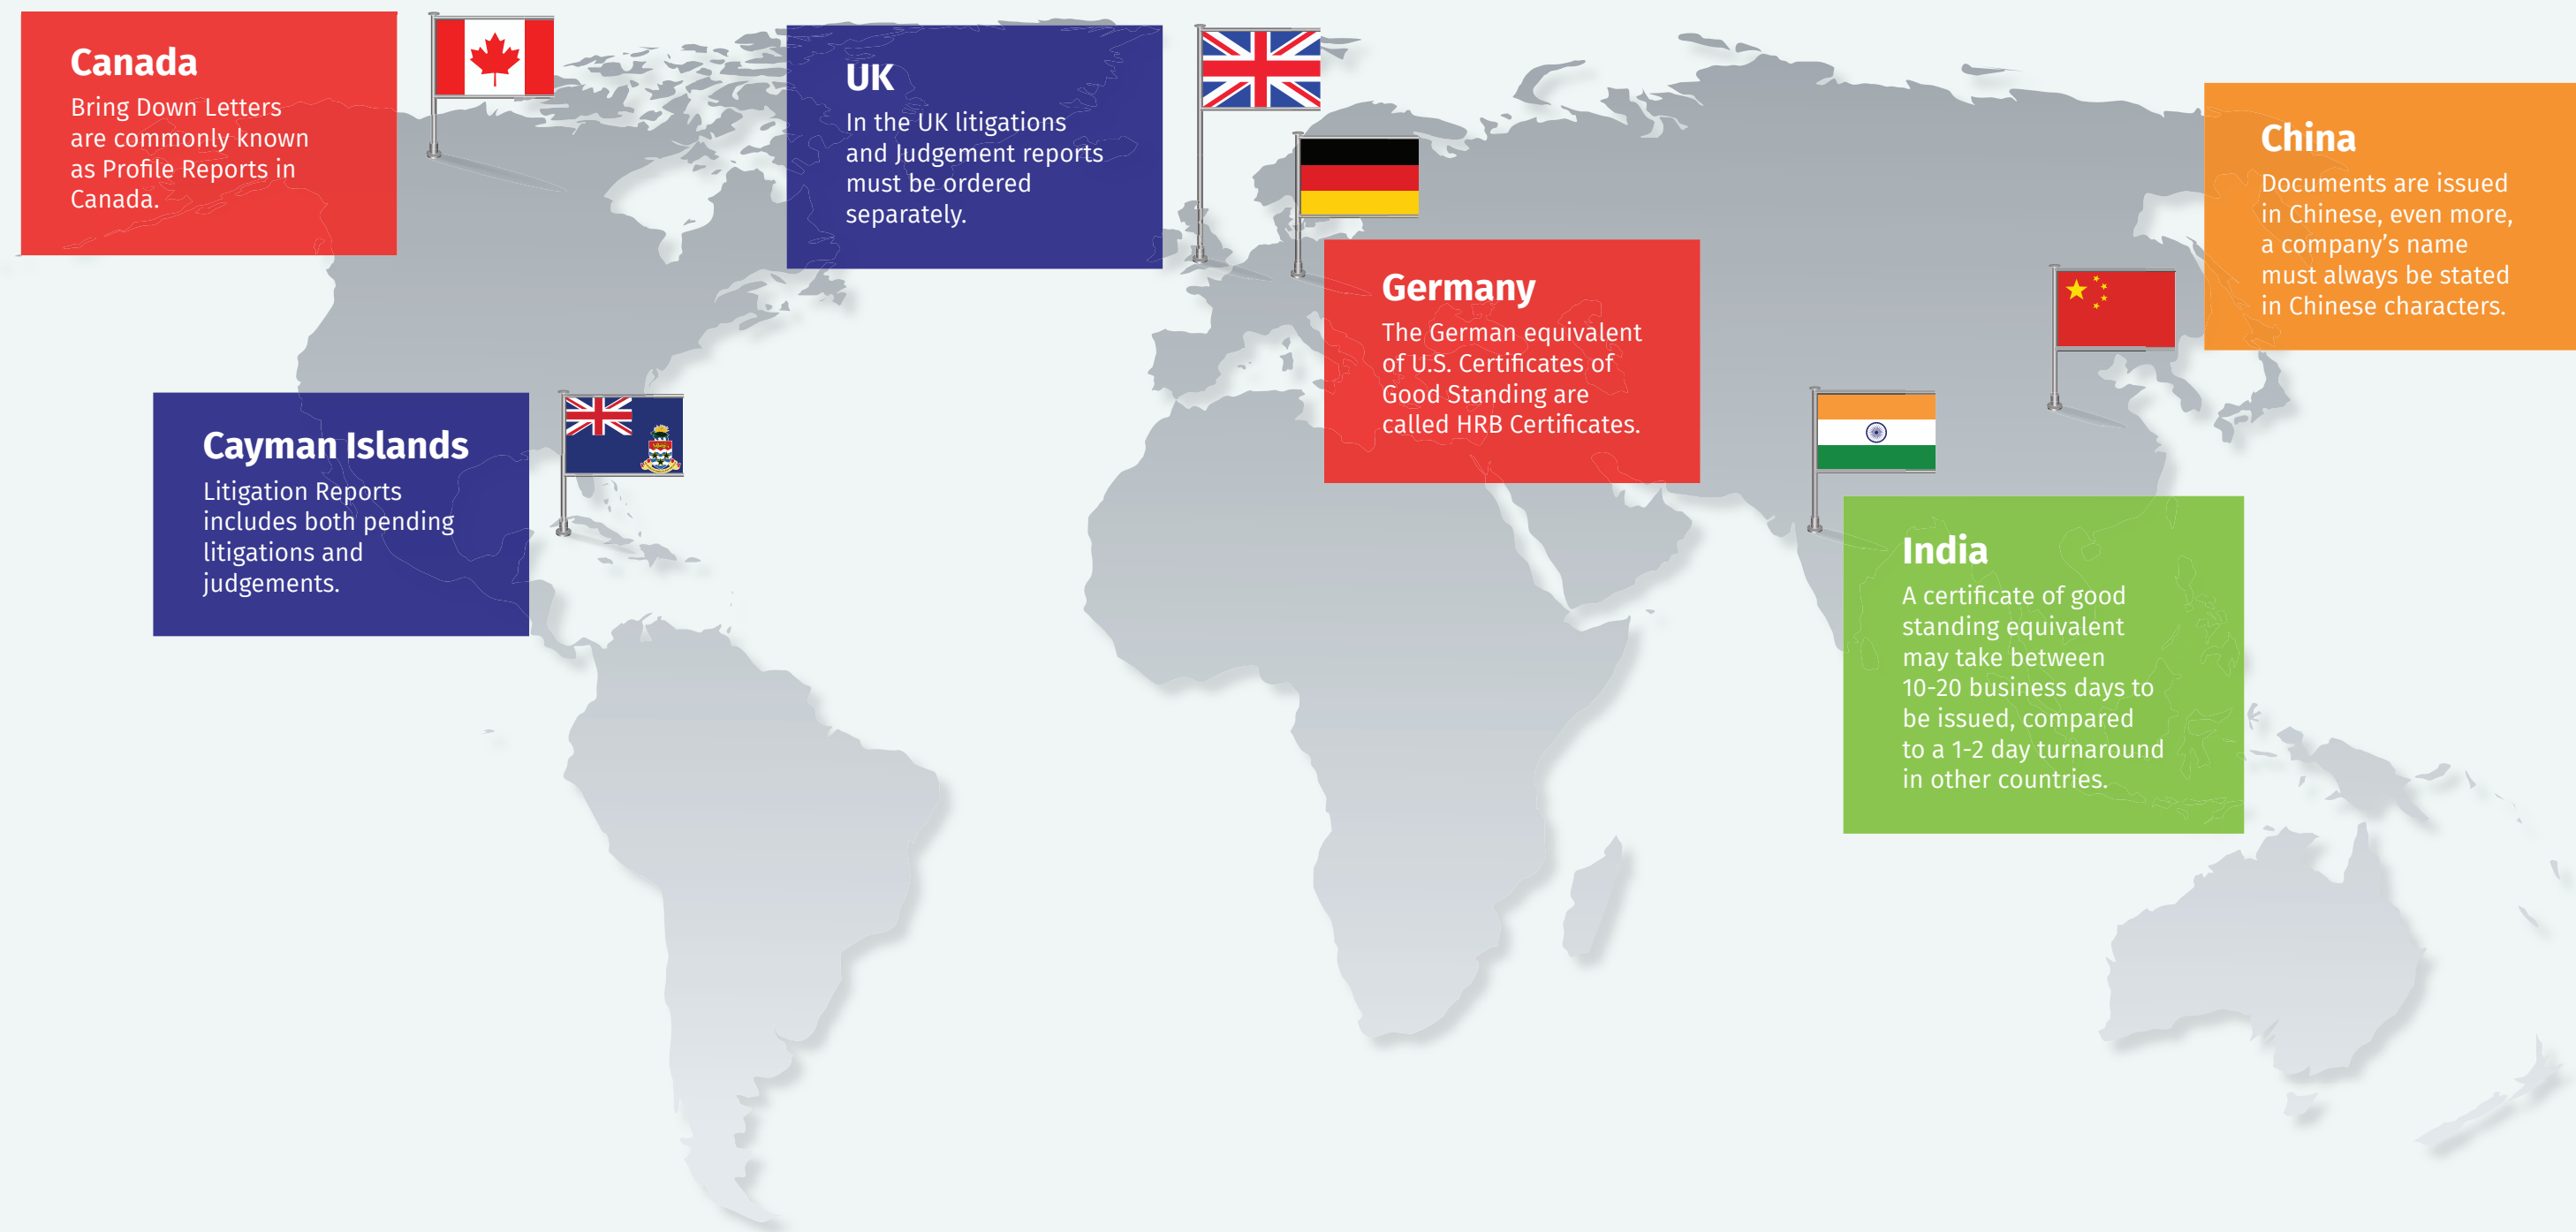 Canada
Bring Down Letters
are commonly known
as Profile Reports in
Canada.
UK
In the UK litigations
and Judgement reports
must be ordered
separately.
China
Documents are issued
in Chinese, even more,
a company's name
must always be stated
in Chinese characters.
Germany
The German equivalent
of U.S. Certificates of
Good Standing are
called HRB Certificates.
Cayman Islands
Litigation Reports
includes both pending
litigations and
judgements.
India
A certificate of good
standing equivalent
may take between
10-20 business days to
be issued, compared
to a 1-2 day turnaround
in other countries.